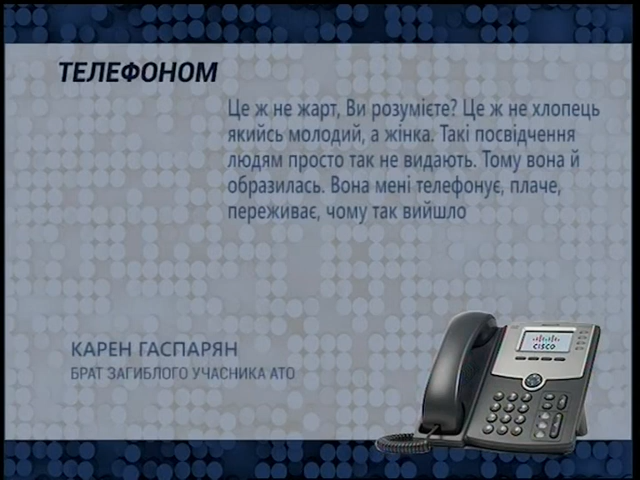 ТЕЛЕФОНОМ
Це ж не жарт, Ви розумієте? Це ж не хлопець
якийсь молодий, а жінка. Такі посвідчення
людям просто так не видають. Тому вона й
образилась. Вона мені телефонує, плаче,
переживає, чому так вийшло
КАРЕН ГАСПАРЯН
БРАТ ЗАГИБЛОГО УЧАСНИКА АТО
CISCO